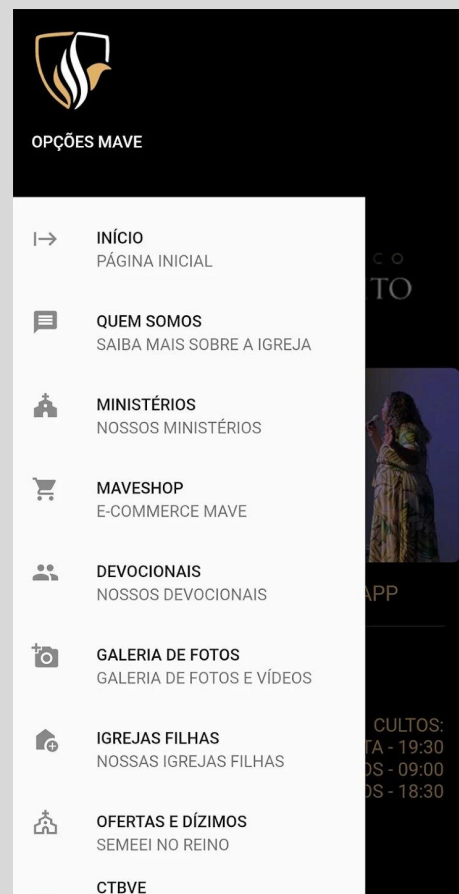 OPÇÕES MAVE
INÍCIO
PÁGINA INICIAL
QUEM SOMOS
SAIBA MAIS SOBRE A IGREJA
MINISTÉRIOS
NOSSOS MINISTÉRIOS
MAVESHOP
E-COMMERCE MAVE
DEVOCIONAIS
NOSSOS DEVOCIONAIS
GALERIA DE FOTOS
GALERIA DE FOTOS E VÍDEOS
IGREJAS FILHAS
NOSSAS IGREJAS FILHAS
OFERTAS E DÍZIMOS
SEMEEI NO REINO
CTBVE
CO
TO
APP
CULTOS:
TA - 19:30
OS - 09:00
OS - 18:30